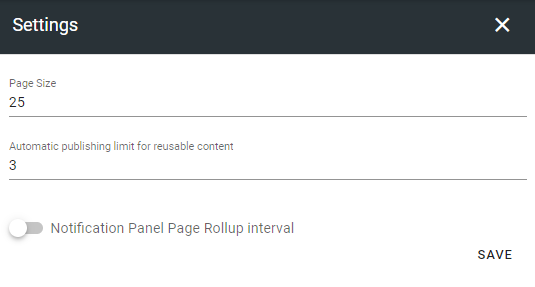 Settings
Page Size
25
Automatic publishing limit for reusable content
3
Notification Panel Page Rollup interval
SAVE